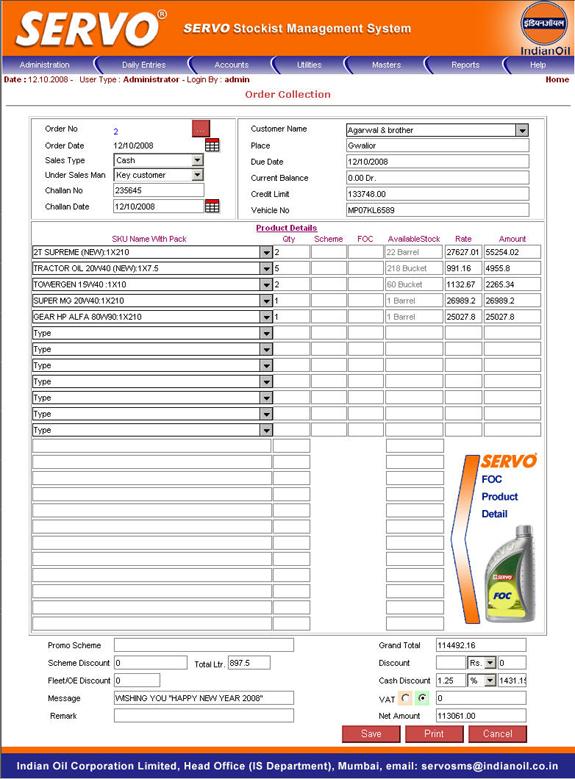 SERVO® SERVO Stockist Management System
इंडियनऑयल
IndianOil
Administration Daily Entries Accounts Utilities Masters Reports Help
Date : 12.10.2008 - User Type : Administrator - Login By : admin Home
Order Collection
Order No 2 ...
Order Date 12/10/2008
Sales Type Cash
Under Sales Man Key customer
Challan No 235645
Challan Date 12/10/2008
Customer Name Agarwal & brother
Place Gwalior
Due Date 12/10/2008
Current Balance 0.00 Dr.
Credit Limit 133748.00
Vehicle No MP07KL6589
Product Details
SKU Name With Pack Qty Scheme FOC AvailableStock Rate Amount
2T SUPREME (NEW):1X210 2 22 Barrel 27627.01 55254.02
TRACTOR OIL 20W40 (NEW):1X7.5 5 218 Bucket 991.16 4955.8
TOWERGEN 15W40 :1X10 2 60 Bucket 1132.67 2265.34
SUPER MG 20W40:1X210 1 1 Barrel 26989.2 26989.2
GEAR HP ALFA 80W90:1X210 1 1 Barrel 25027.8 25027.8
Type
Type
Type
Type
Type
Type
Type
SERVO®
FOC
Product
Detail
SERVO
FOC
Promo Scheme
Scheme Discount 0 Total Ltr. 897.5
Fleet/OE Discount 0
Message WISHING YOU "HAPPY NEW YEAR 2008"
Remark
Grand Total 114492.16
Discount Rs. 0
Cash Discount 1.25 % 1431.15
VAT 0
Net Amount 113061.00
Save Print Cancel
Indian Oil Corporation Limited, Head Office (IS Department), Mumbai, email: servosms@indianoil.co.in